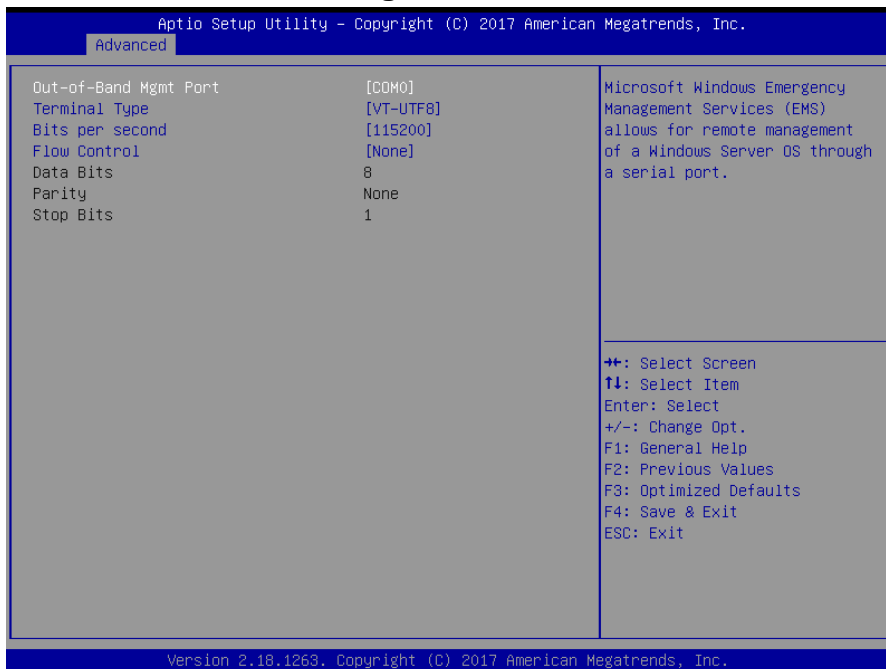 Aptio Setup Utility – Copyright (C) 2017 American Megatrends, Inc.
Advanced
Out-of-Band Mgmt Port [COM0]
Terminal Type [VT-UTF8]
Bits per second [115200]
Flow Control [None]
Data Bits 8
Parity None
Stop Bits 1
Microsoft Windows Emergency
Management Services (EMS)
allows for remote management
of a Windows Server OS through
a serial port.
→←: Select Screen
↑↓: Select Item
Enter: Select
+/-: Change Opt.
F1: General Help
F2: Previous Values
F3: Optimized Defaults
F4: Save & Exit
ESC: Exit
Version 2.18.1263. Copyright (C) 2017 American Megatrends, Inc.